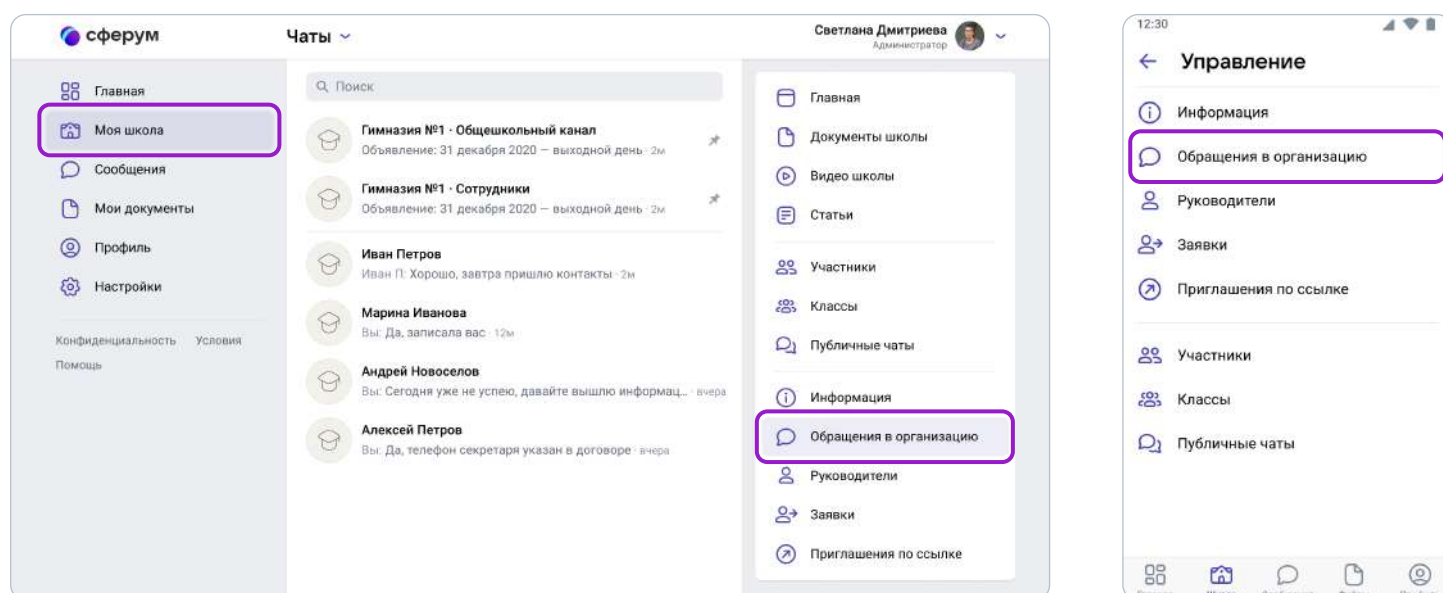 сферум
Чаты
Светлана Дмитриева
Администратор
Главная
Моя школа
Сообщения
Мои документы
Профиль
Настройки
Конфиденциальность Условия
Помощь
Поиск
Гимназия №1 · Общешкольный канал
Объявление: 31 декабря 2020 — выходной день · 2м
Гимназия №1 · Сотрудники
Объявление: 31 декабря 2020 — выходной день · 2м
Иван Петров
Иван П: Хорошо, завтра пришлю контакты · 2м
Марина Иванова
Вы: Да, записала вас · 12м
Андрей Новоселов
Вы: Сегодня уже не успею, давайте вышлю информац... · вчера
Алексей Петров
Вы: Да, телефон секретаря указан в договоре · вчера
Главная
Документы школы
Видео школы
Статьи
Участники
Классы
Публичные чаты
Информация
Обращения в организацию
Руководители
Заявки
Приглашения по ссылке
12:30
Управление
Информация
Обращения в организацию
Руководители
Заявки
Приглашения по ссылке
Участники
Классы
Публичные чаты